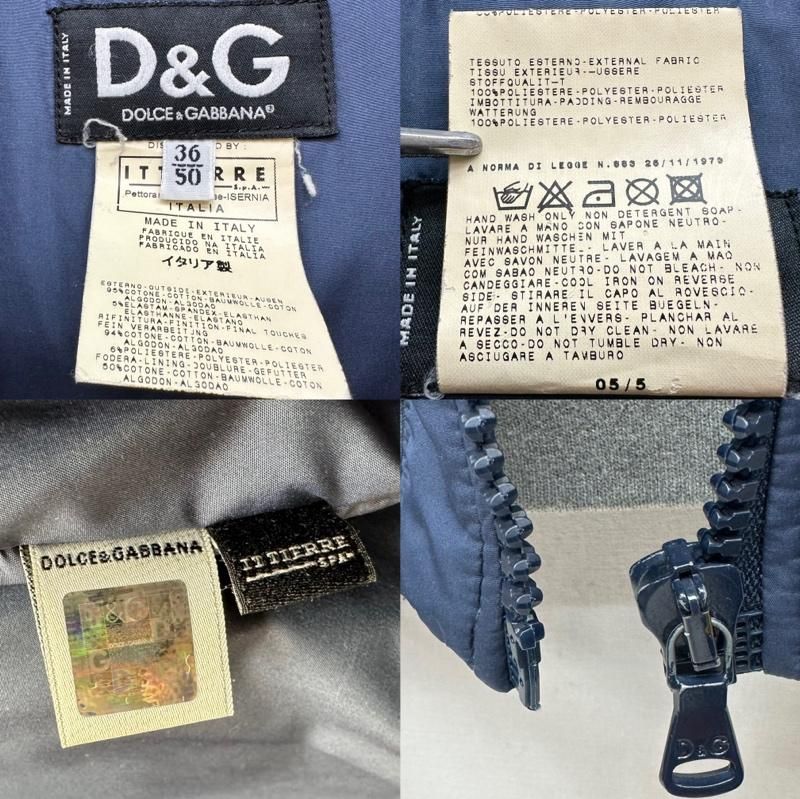 MADE IN ITALY
D&G
DOLCE & GABBANA
BY :
36
50
ITTIERRE
S.p.A.
Pettora
se-ISERNIA
ITALIA
MADE IN ITALY
FABRIQUE EN ITALIE
PRODUCIDO NA ITALIA
FABRICADO EN ITALIA
イタリア製
ESTERNO-OUTSIDE-EXTERIEUR-AUSEN
95%COTONE-COTTON-BAUMWOLLE-COTON
ALGODON-ALGODAO
5%ELASTAM-SPANDEX-ELASTHAN
ELASTHANNE-ELASTANO
RIFINITURA-FINITION-FINAL TOUCHES
FEIN VERARBEITJNG
94%COTONE-COTTON-BAUMWOLLE-COTON
ALGODON-ALGODAO
6%POLIESTERE-POLYESTER-POLIESTER
FODERA-LINING-JOUBLURE-GEFUTTER
50%COTONE-COTTON-BAUMWOLLE-COTON
ALGODON-ALGODAO
TESSUTO ESTERNO-EXTERNAL FABRIC
TISSU EXTERIEUR-USSERE
STOFFQUALIT-T
100%POLIESTERE-POLYESTER-POLIESTER
IMBOTTITURA-PADDING-REMBOURAGGE
WATTERUNG
100%POLIESTERE-POLYESTER-POLIESTER
A NORMA DI LEGGE N.883 26/11/1973
HAND WASH ONLY NON DETERGENT SOAP-
LAVARE A MANO CON SAPONE NEUTRO-
NUR HAND WASCHEN MIT
FEINWASCHMITTEL- LAVER A LA MAIN
AVEC SAVON NEUTRE- LAVAGEM A MAO
COM SABAO NEUTRO-DO NOT BLEACH- NON
CANDEGGIARE-COOL IRON ON REVERSE
SIDE- STIRARE IL CAPO AL ROVESCIO-
AUF DER INNEREN SEITE BUEGELN-
REPASSER A L'ENVERS- PLANCHAR AL
REVEZ-DO NOT DRY CLEAN- NON LAVARE
A SECCO-DO NOT TUMBLE DRY- NON
ASCIUGARE A TAMBURO
05/5
MADE IN ITALY
DOLCE&GABBANA
D&G
ITTIERRE
SPA
D&G